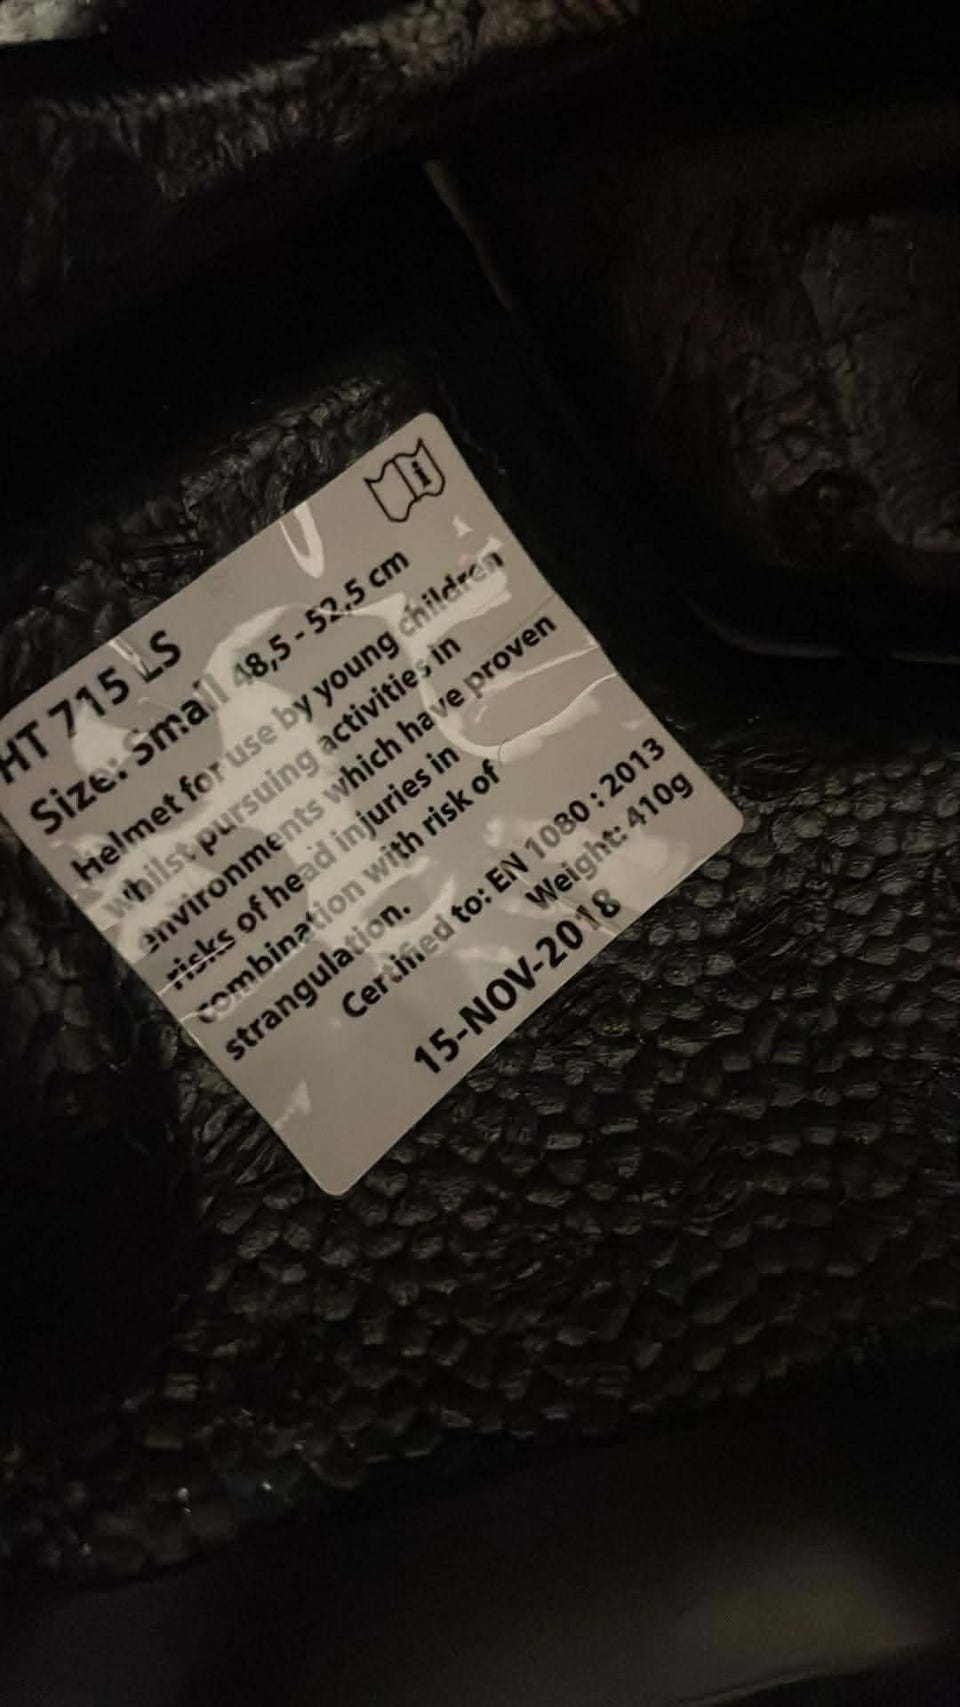 HT 715 LS
Size: Small 48,5 - 52,5 cm
Helmet for use by young children
whilst pursuing activities in
environments which have proven
risks of head injuries in
combination with risk of
strangulation.
Certified to: EN 1080 : 2013
Weight: 410g
15-NOV-2018